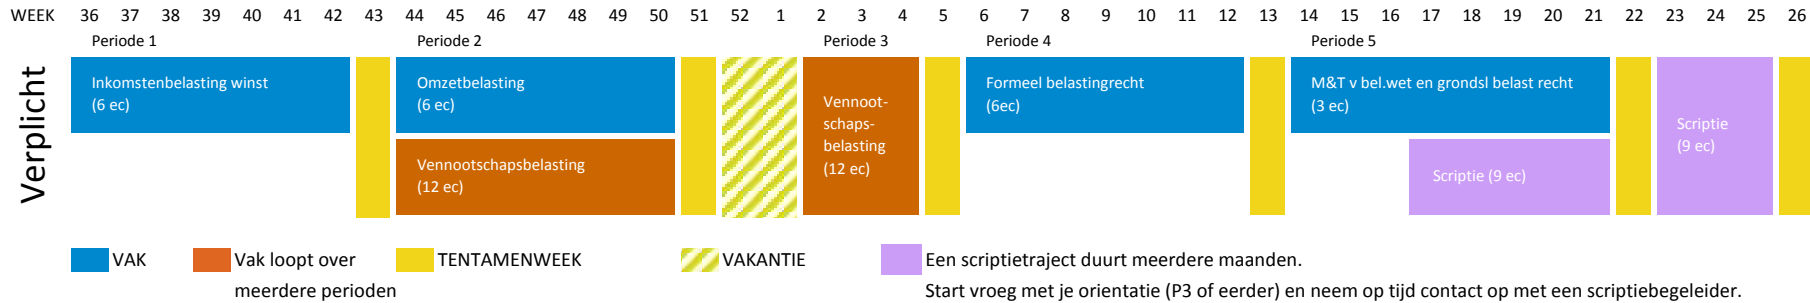 WEEK 36 37 38 39 40 41 42 43 44 45 46 47 48 49 50 51 52 1 2 3 4 5 6 7 8 9 10 11 12 13 14 15 16 17 18 19 20 21 22 23 24 25 26
Periode 1 Periode 2 Periode 3 Periode 4 Periode 5
Verplicht
Inkomstenbelasting winst
(6 ec)
Omzetbelasting
(6 ec)
Vennootschapsbelasting
(12 ec)
Vennoot-
schaps-
belasting
(12 ec)
Formeel belastingrecht
(6ec)
M&T v bel.wet en grondsl belast recht
(3 ec)
Scriptie (9 ec)
Scriptie
(9 ec)
VAK
Vak loopt over
meerdere perioden
TENTAMENWEEK
VAKANTIE
Een scriptietraject duurt meerdere maanden.
Start vroeg met je orientatie (P3 of eerder) en neem op tijd contact op met een scriptiebegeleider.